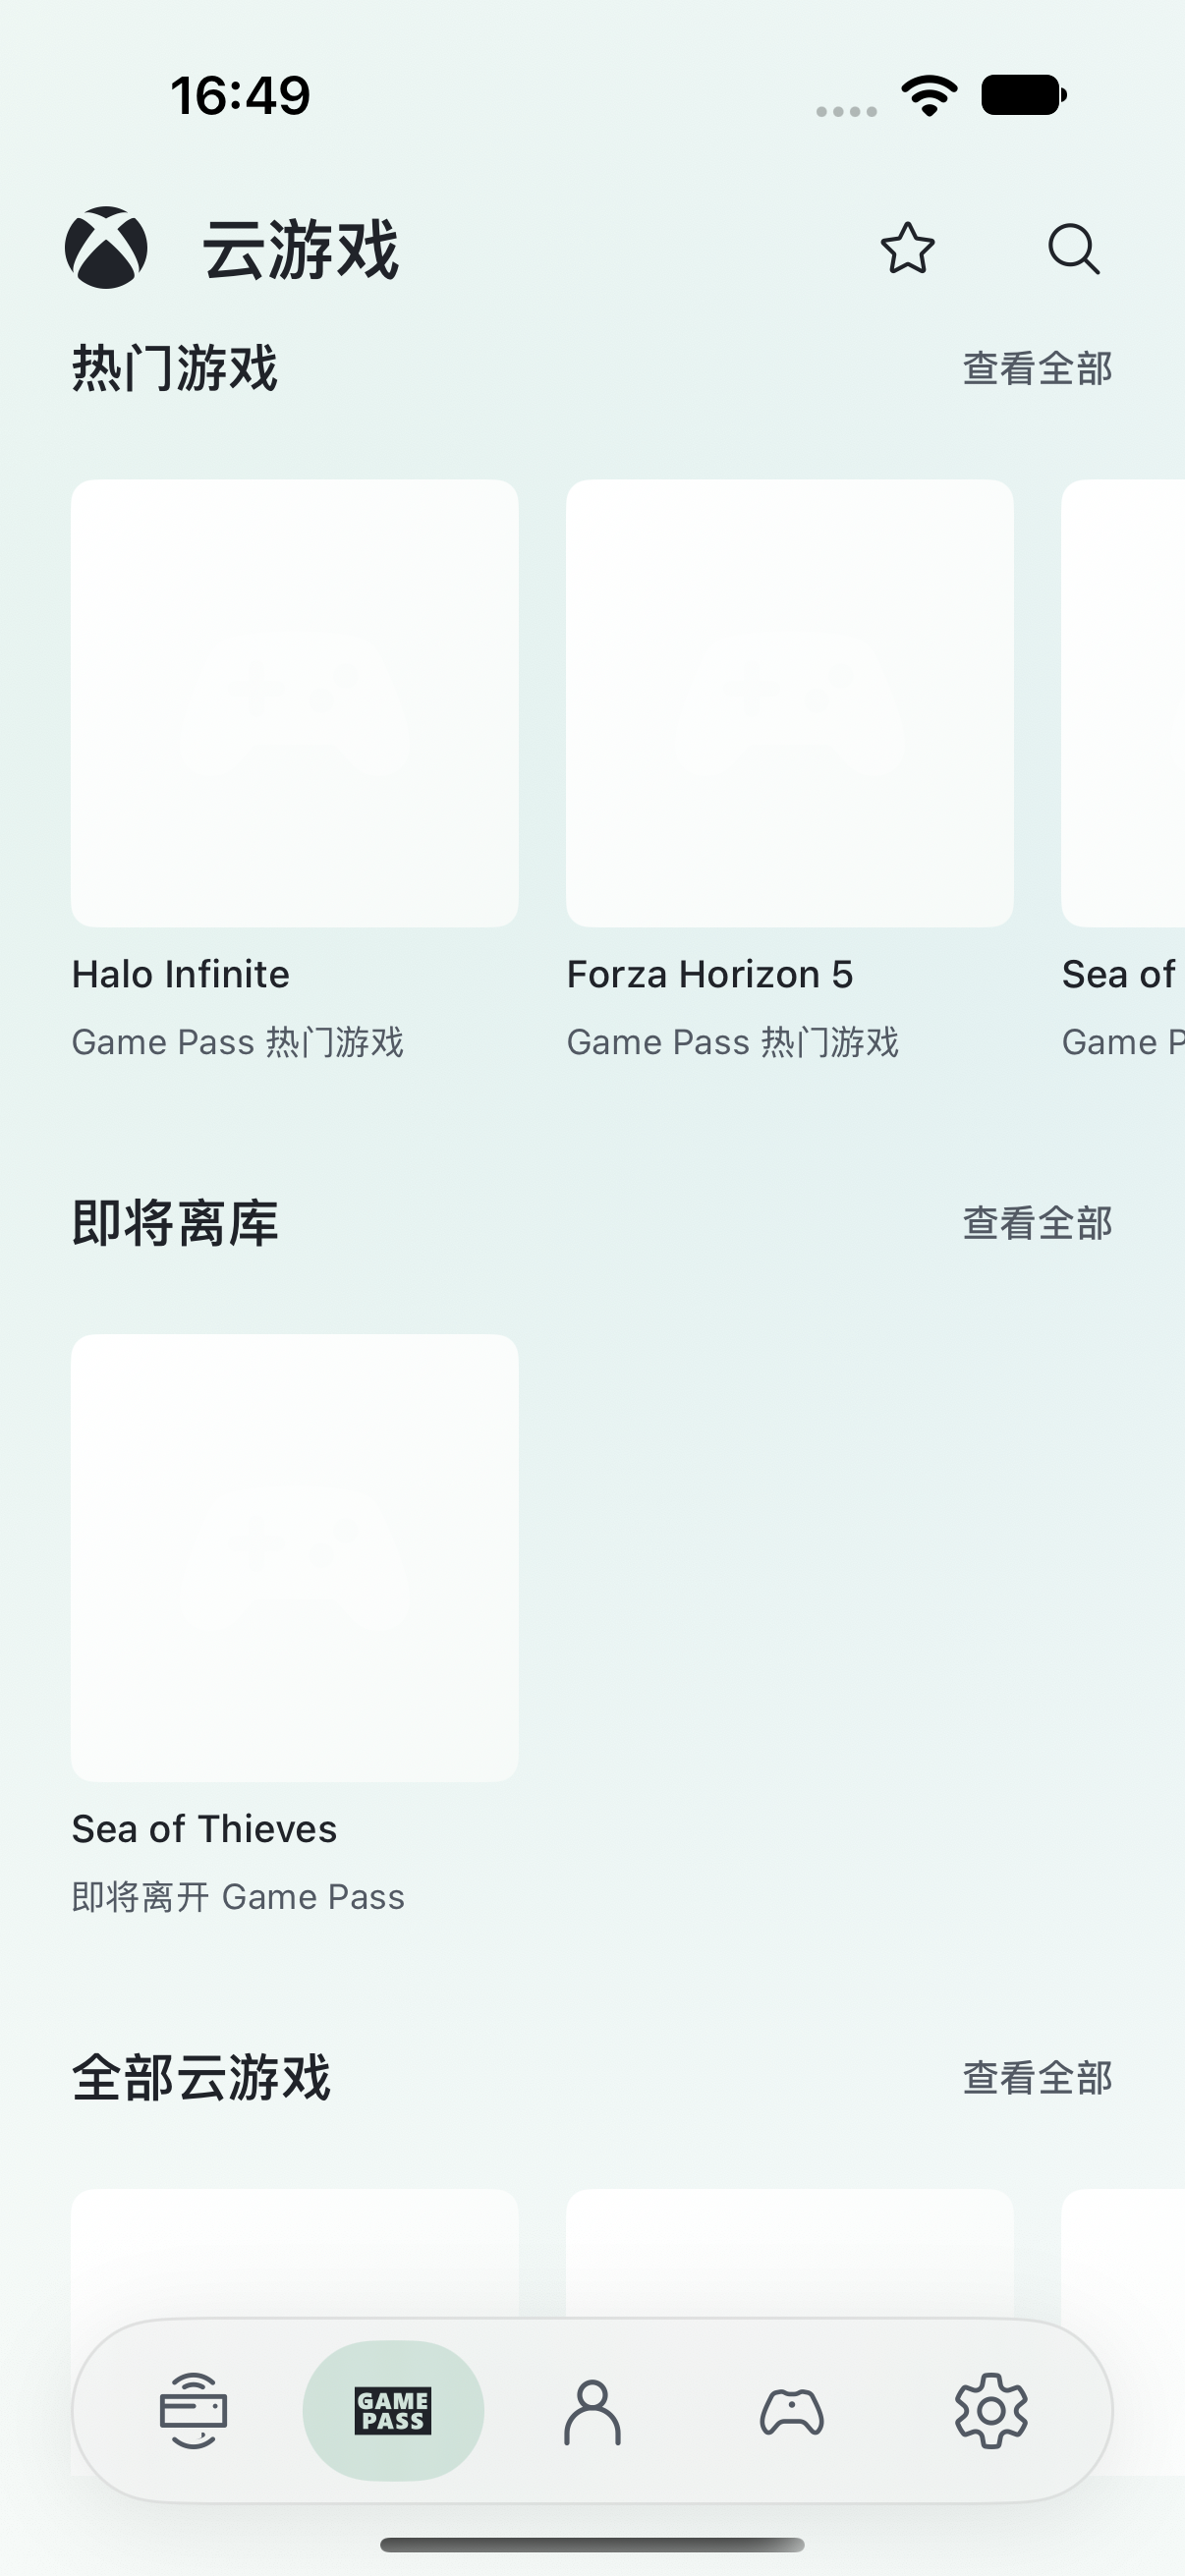 16:49
云游戏
热门游戏
查看全部
Halo Infinite
Forza Horizon 5
Sea of
Game Pass 热门游戏
Game Pass 热门游戏
Game P
即将离库
查看全部
Sea of Thieves
即将离开 Game Pass
全部云游戏
查看全部
GAME
PASS